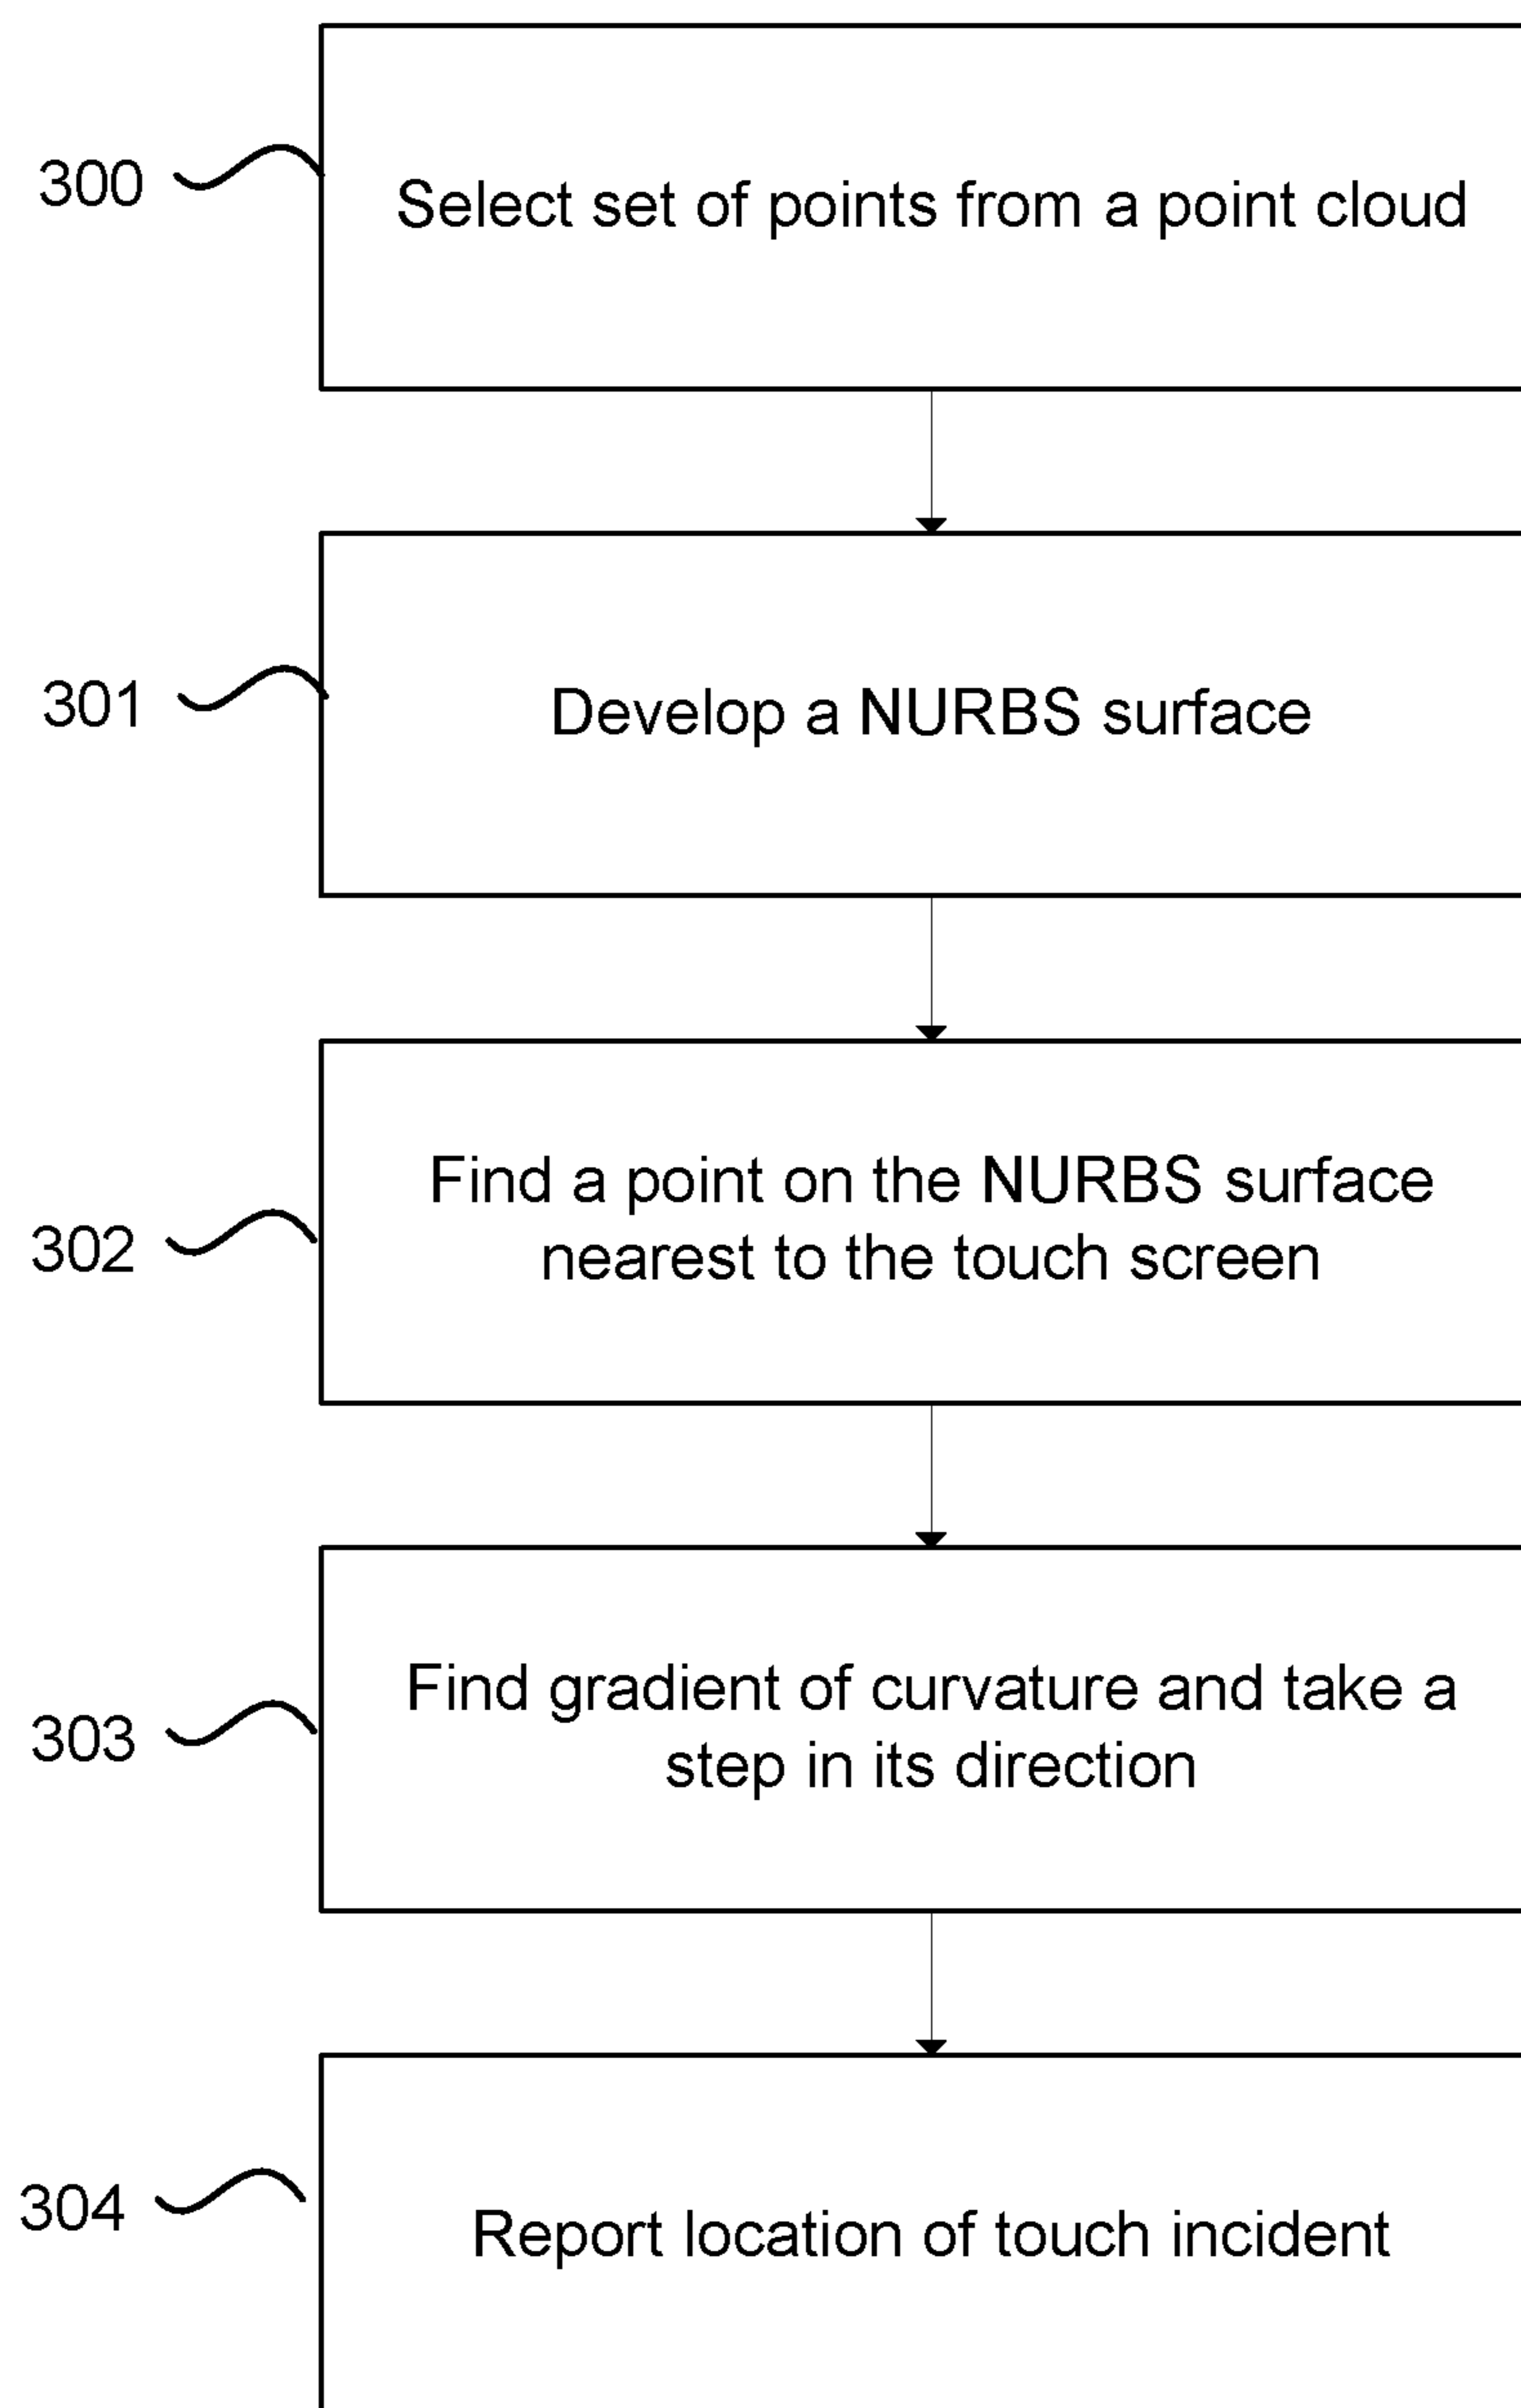 300
Select set of points from a point cloud
301
Develop a NURBS surface
302
Find a point on the NURBS surface
nearest to the touch screen
303
Find gradient of curvature and take a
step in its direction
304
Report location of touch incident